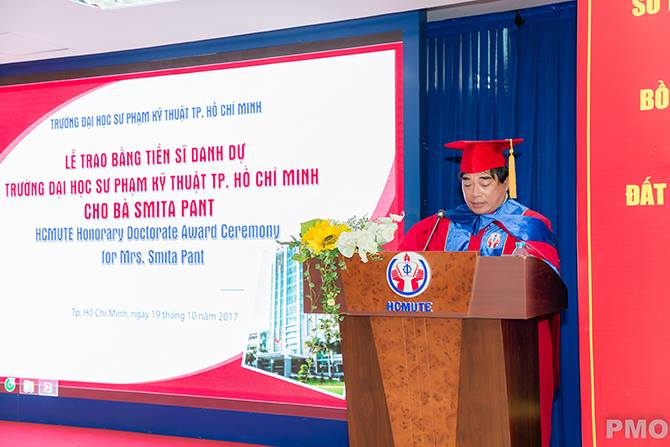 TRƯỜNG ĐẠI HỌC SƯ PHẠM KỸ THUẬT TP. HỒ CHÍ MINH
LỄ TRAO BẰNG TIẾN SĨ DANH DỰ
TRƯỜNG ĐẠI HỌC SƯ PHẠM KỸ THUẬT TP. HỒ CHÍ MINH
CHO BÀ SMITA PANT
HCMUTE Honorary Doctorate Award Ceremony
for Mrs. Smita Pant
Tp. Hồ Chí Minh, ngày 19 tháng 10 năm 2017
HCMUTE
BỒ
ĐẤT
PMO